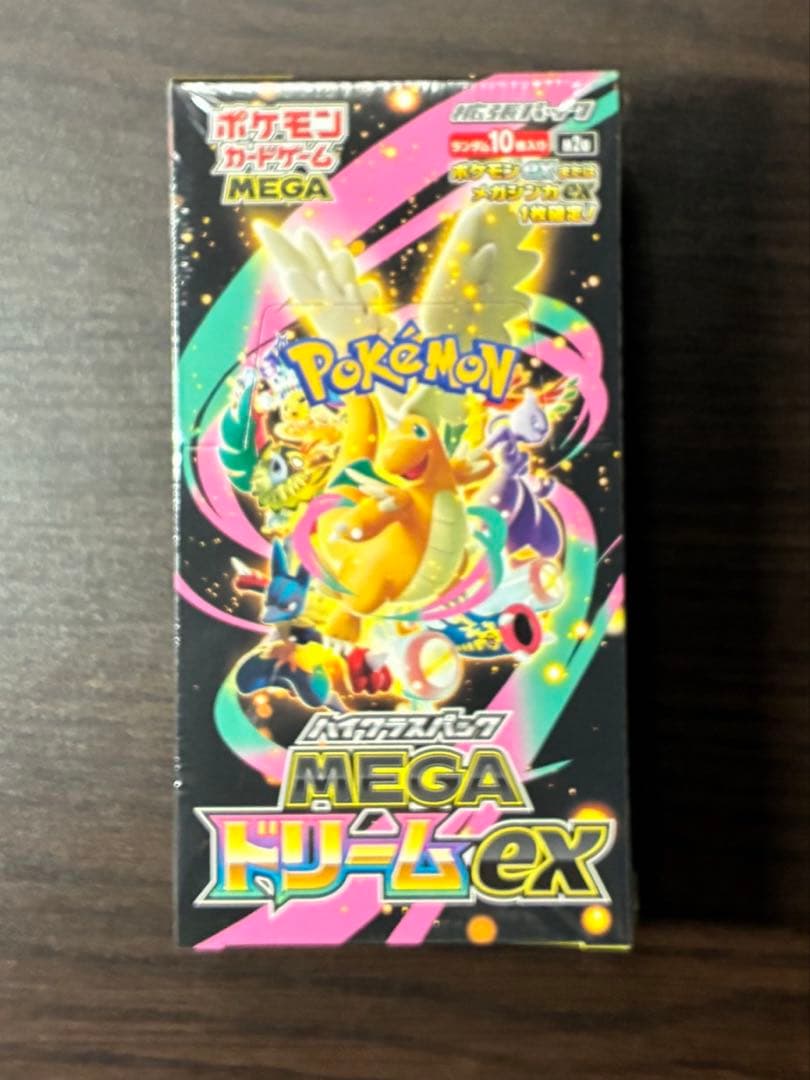 ポケモン
カードゲーム
MEGA
拡張パック
ランダム10枚入り
ポケモンexまたは
メガシンカex
1枚確定!
POKéMON
ハイクラスパック
MEGA
ドリームex